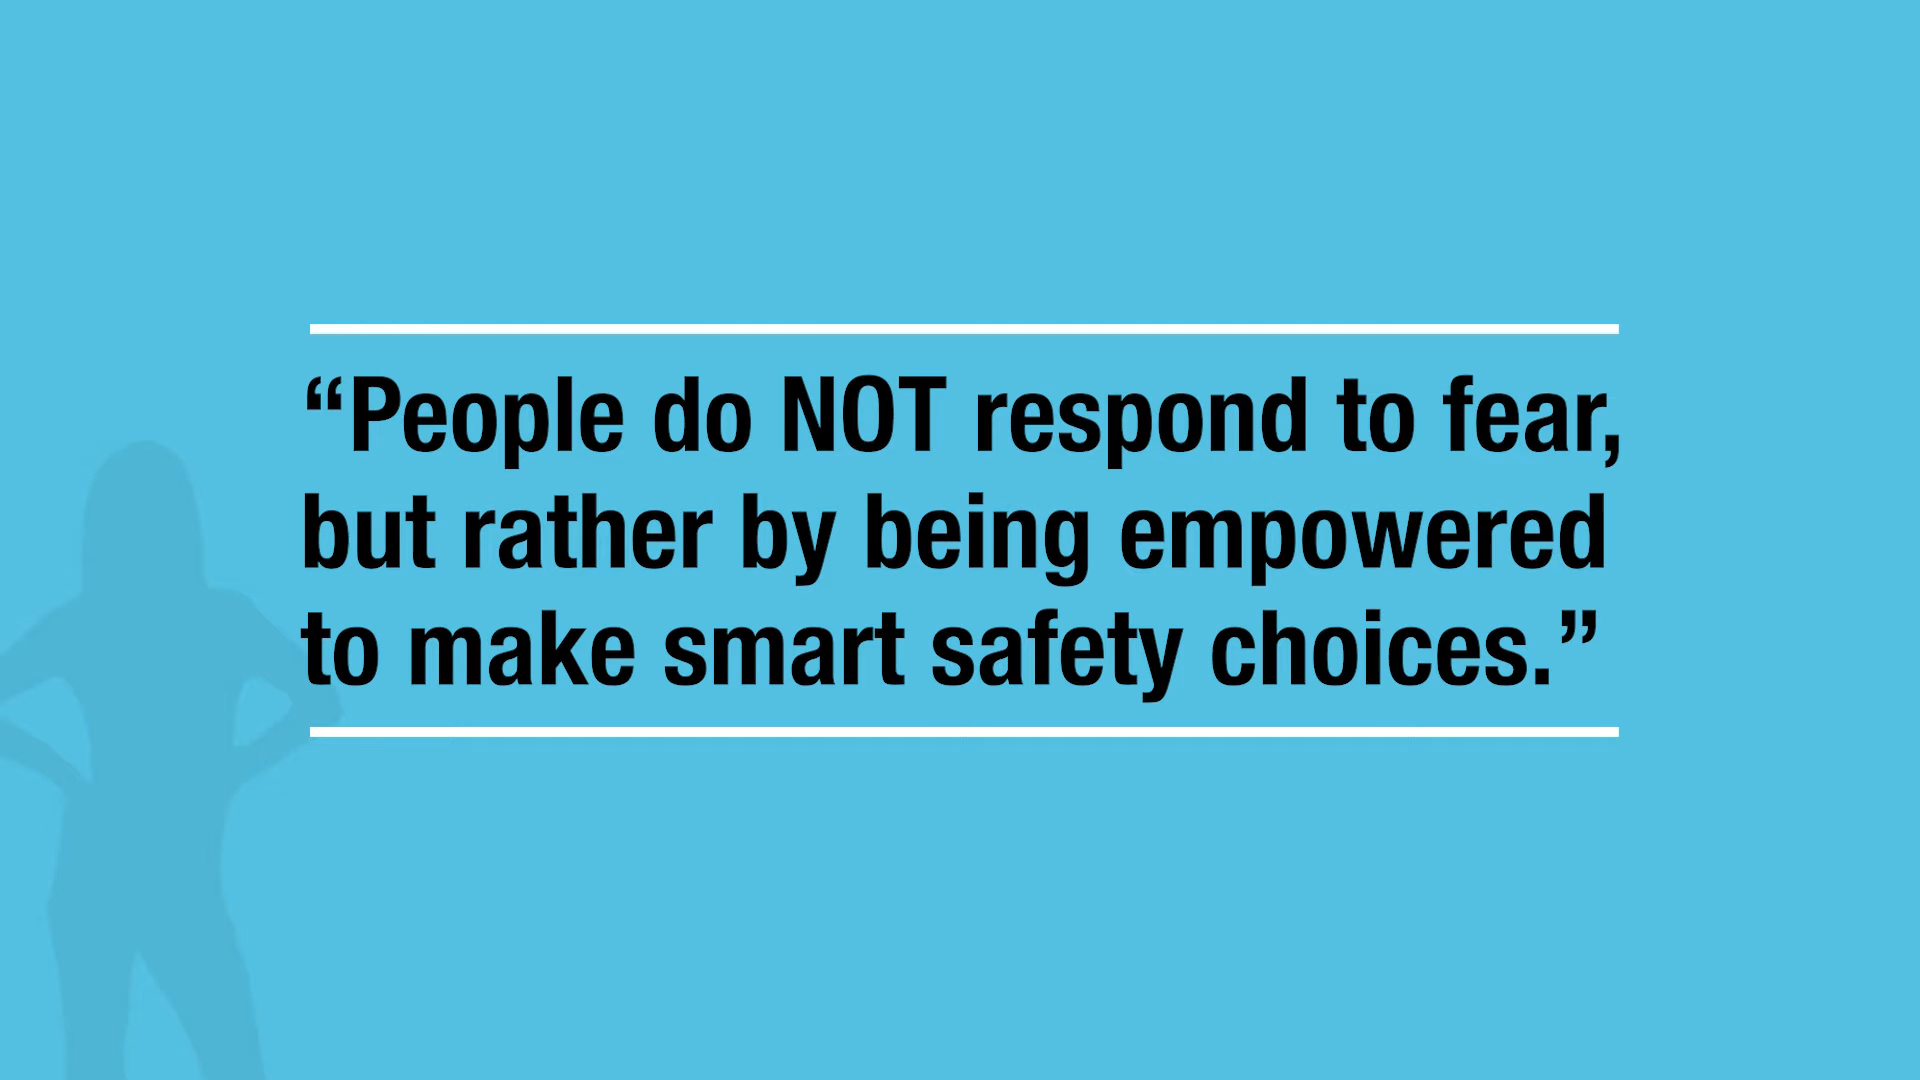 “People do NOT respond to fear,
but rather by being empowered
to make smart safety choices.”